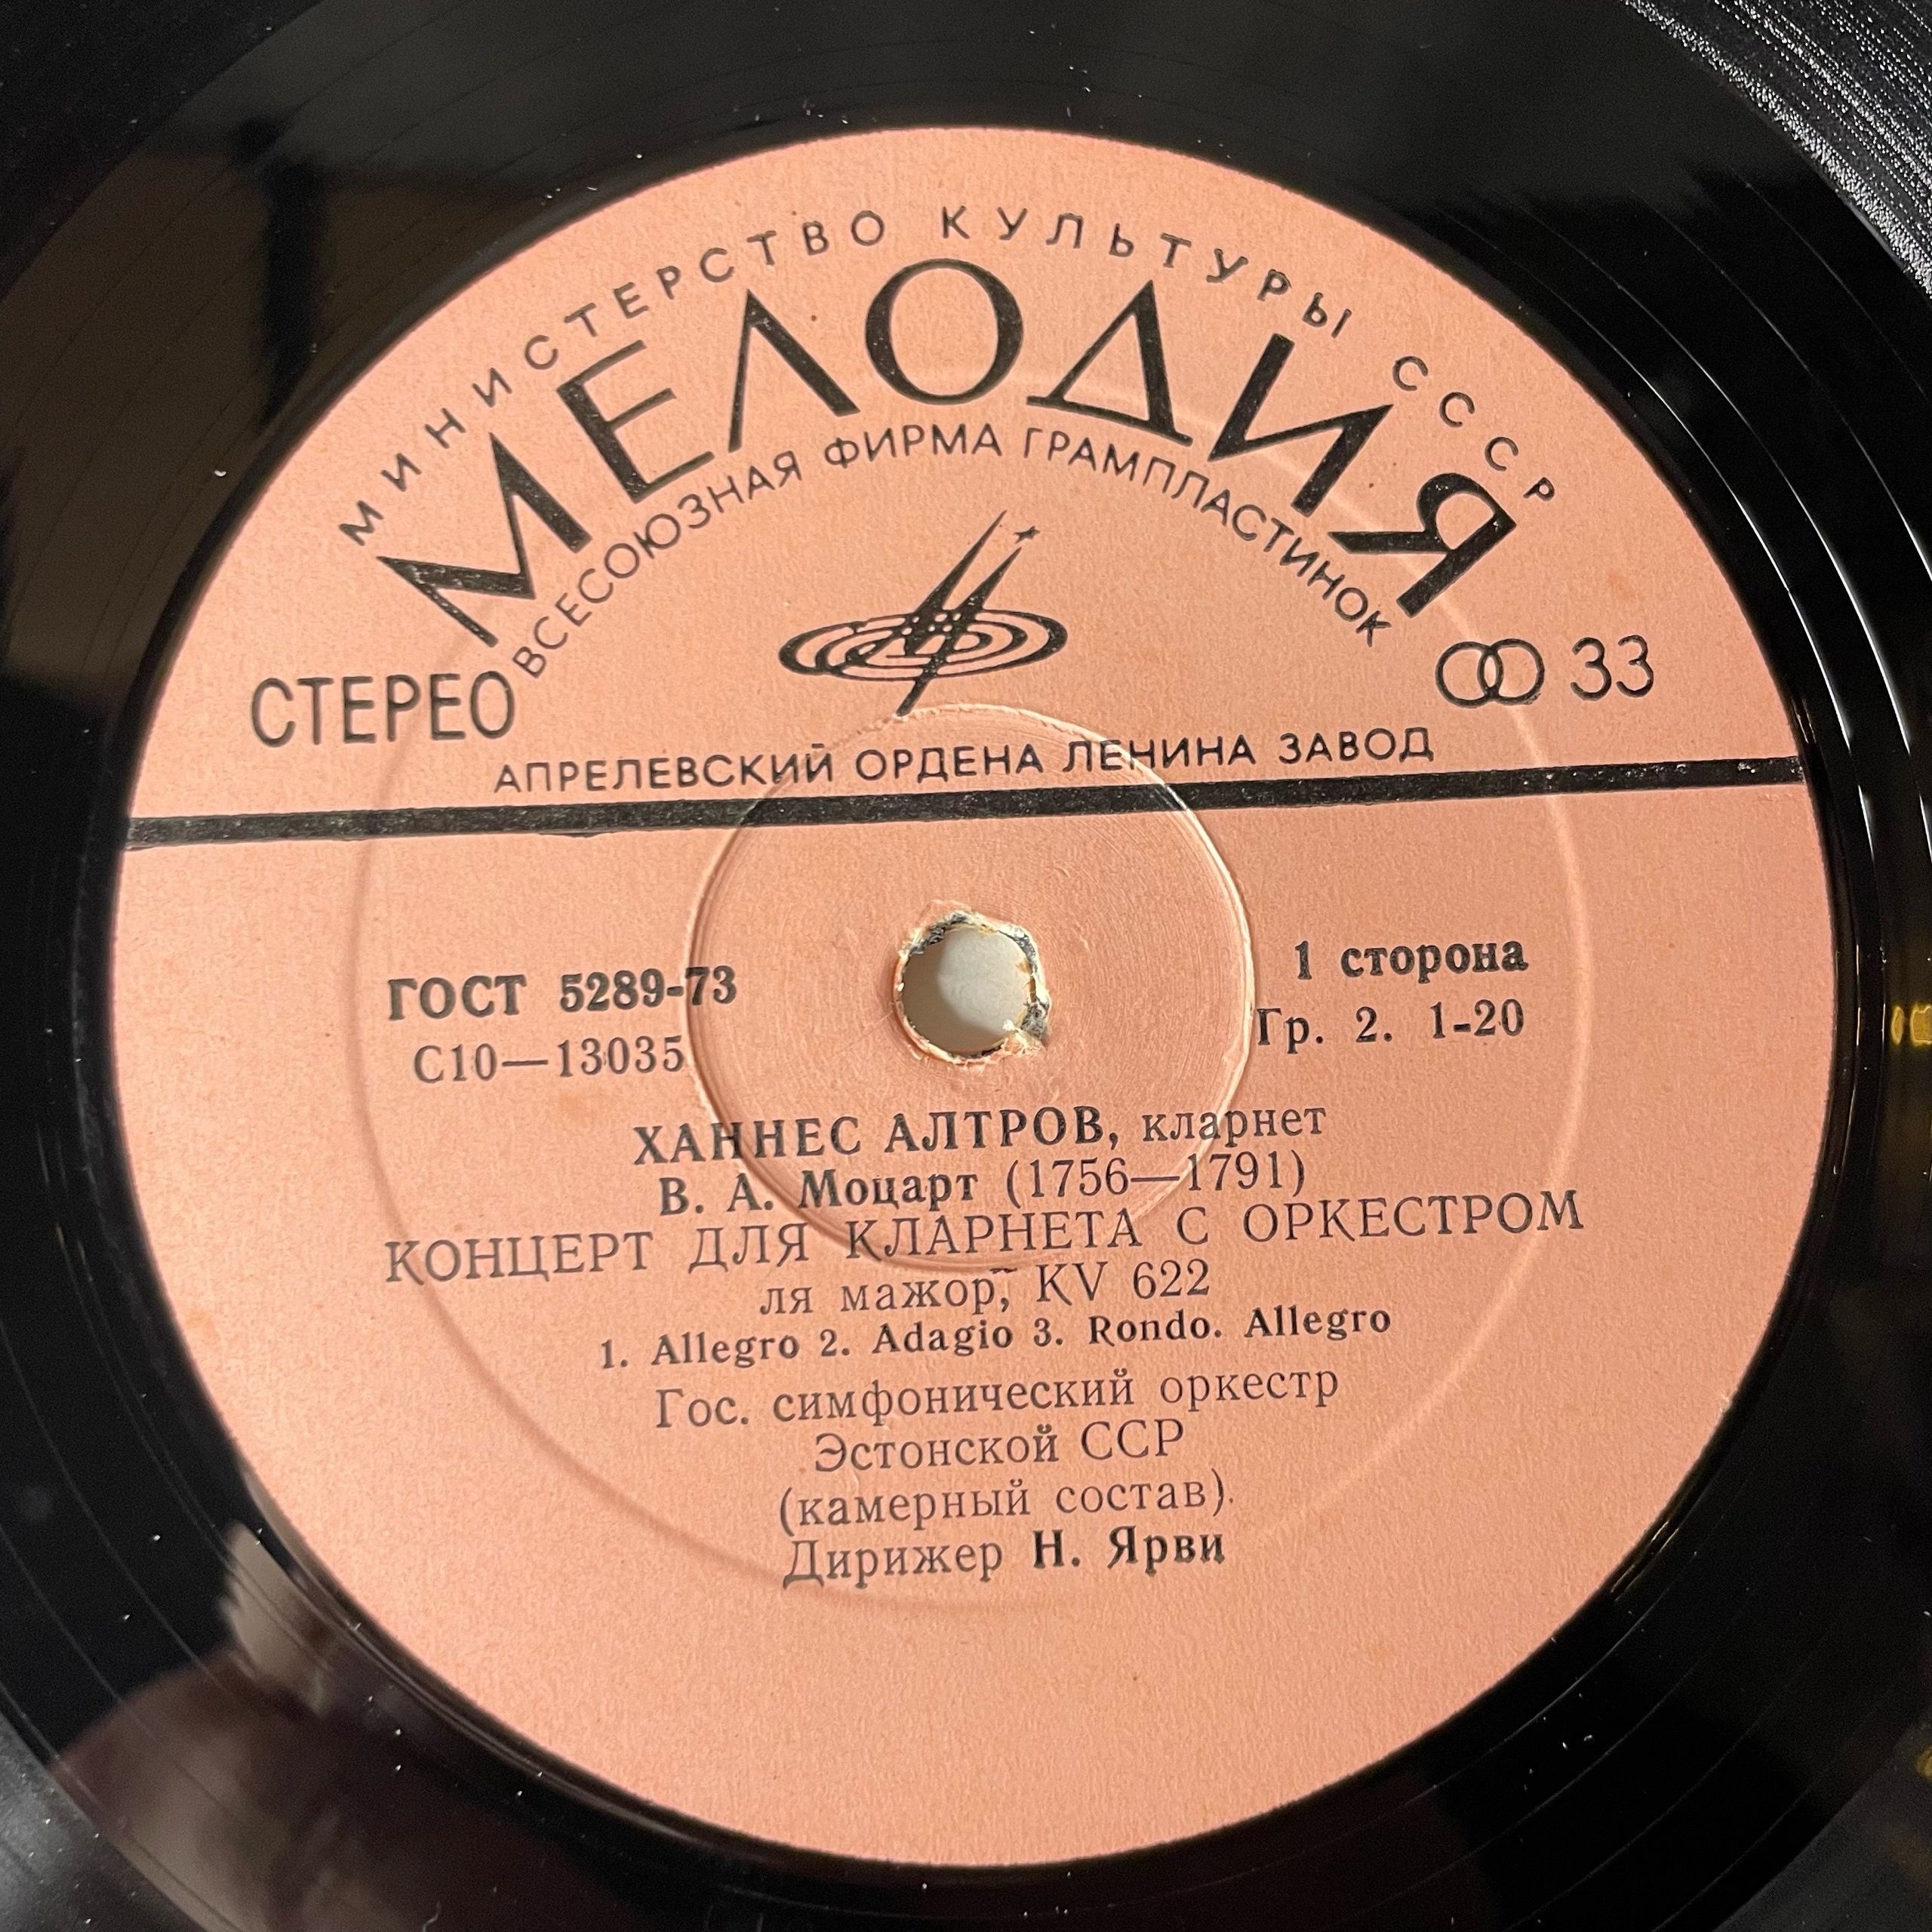 МИНИСТЕРСТВО КУЛЬТУРЫ СССР
МЕЛОДИЯ
ВСЕСОЮЗНАЯ ФИРМА ГРАМПЛАСТИНОК
СТЕРЕО
33
АПРЕЛЕВСКИЙ ОРДЕНА ЛЕНИНА ЗАВОД
ГОСТ 5289-73
1 сторона
С10—13035
Гр. 2. 1-20
ХАННЕС АЛТРОВ, кларнет
В. А. Моцарт (1756—1791)
КОНЦЕРТ ДЛЯ КЛАРНЕТА С ОРКЕСТРОМ
ля мажор, KV 622
1. Allegro 2. Adagio 3. Rondo. Allegro
Гос. симфонический оркестр
Эстонской ССР
(камерный состав).
Дирижер Н. Ярви